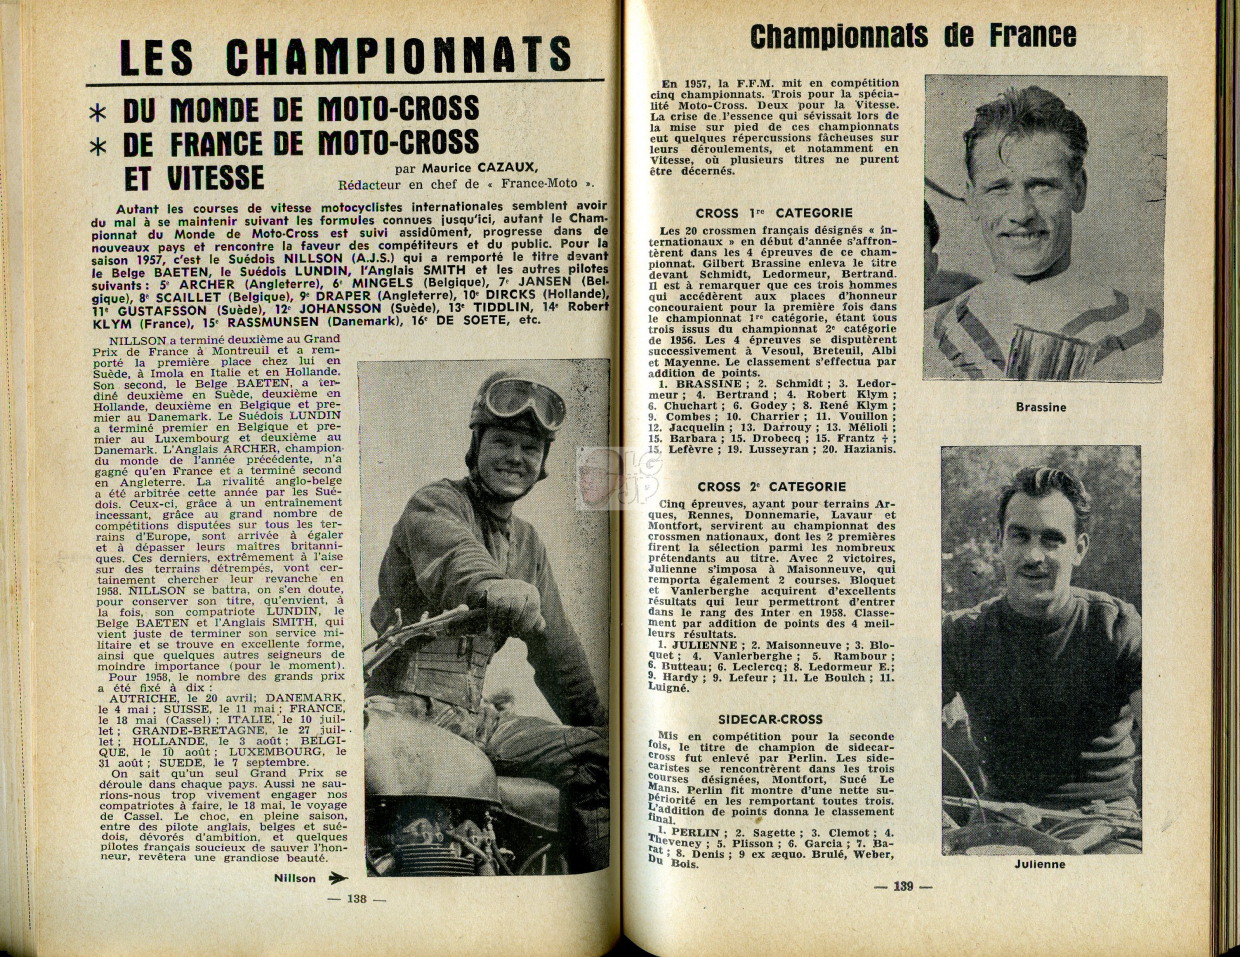 LES CHAMPIONNATS
* DU MONDE DE MOTO-CROSS
* DE FRANCE DE MOTO-CROSS
ET VITESSE
par Maurice CAZAUX,
Rédacteur en chef de « France-Moto ».
Autant les courses de vitesse motocyclistes internationales semblent avoir
du mal à se maintenir suivant les formules connues jusqu'ici, autant le Cham-
pionnat du Monde de Moto-Cross est suivi assidûment, progresse dans de
nouveaux pays et rencontre la faveur des compétiteurs et du public. Pour la
saison 1957, c'est le Suédois NILLSON (A.J.S.) qui a remporté le titre devant
le Belge BAETEN, le Suédois LUNDIN, l'Anglais SMITH et les autres pilotes
suivants : 5e ARCHER (Angleterre), 6e MINGELS (Belgique), 7e JANSEN (Bel-
gique), 8e SCAILLET (Belgique), 9e DRAPER (Angleterre), 10e DIRCKS (Hollande),
11e GUSTAFSSON (Suède), 12e JOHANSSON (Suède), 13e TIDDLIN, 14e Robert
KLYM (France), 15e RASSMUNSEN (Danemark), 16e DE SOETE, etc.
NILLSON a terminé deuxième au Grand
Prix de France à Montreuil et a rem-
porté la première place chez lui en
Suède, à Imola en Italie et en Hollande.
Son second, le Belge BAETEN, a ter-
diné deuxième en Suède, deuxième en
Hollande, deuxième en Belgique et pre-
mier au Danemark. Le Suédois LUNDIN
a terminé premier en Belgique et pre-
mier au Luxembourg et deuxième au
Danemark. L'Anglais ARCHER, champion
du monde de l'année précédente, n'a
gagné qu'en France et a terminé second
en Angleterre. La rivalité anglo-belge
a été arbitrée cette année par les Sué-
dois. Ceux-ci, grâce à un entraînement
incessant, grâce au grand nombre de
compétitions disputées sur tous les ter-
rains d'Europe, sont arrivée à égaler
et à dépasser leurs maîtres britanni-
ques. Ces derniers, extrêmement à l'aise
sur des terrains détrempés, vont cer-
tainement chercher leur revanche en
1958. NILLSON se battra, on s'en doute,
pour conserver son titre, qu'envient, à
la fois, son compatriote LUNDIN, le
Belge BAETEN et l'Anglais SMITH, qui
vient juste de terminer son service mi-
litaire et se trouve en excellente forme,
ainsi que quelques autres seigneurs de
moindre importance (pour le moment).
Pour 1958, le nombre des grands prix
a été fixé à dix :
AUTRICHE, le 20 avril; DANEMARK,
le 4 mai ; SUISSE, le 11 mai ; FRANCE,
le 18 mai (Cassel) ; ITALIE, le 10 juil-
let ; GRANDE-BRETAGNE, le 27 juil-
let ; HOLLANDE, le 3 août ; BELGI-
QUE, le 10 août ; LUXEMBOURG, le
31 août ; SUEDE, le 7 septembre.
On sait qu'un seul Grand Prix se
déroule dans chaque pays. Aussi ne sau-
rions-nous trop vivement engager nos
compatriotes à faire, le 18 mai, le voyage
de Cassel. Le choc, en pleine saison,
entre des pilote anglais, belges et sué-
dois, dévorés d'ambition, et quelques
pilotes français soucieux de sauver l'hon-
neur, revêtera une grandiose beauté.
Nillson
— 138 —
Championnats de France
En 1957, la F.F.M. mit en compétition
cinq championnats. Trois pour la spécia-
lité Moto-Cross. Deux pour la Vitesse.
La crise de l'essence qui sévissait lors de
la mise sur pied de ces championnats
eut quelques répercussions fâcheuses sur
leurs déroulements, et notamment en
Vitesse, où plusieurs titres ne purent
être décernés.
CROSS 1re CATEGORIE
Les 20 crossmen français désignés « in-
ternationaux » en début d'année s'affron-
tèrent dans les 4 épreuves de ce cham-
pionnat. Gilbert Brassine enleva le titre
devant Schmidt, Ledormeur, Bertrand.
Il est à remarquer que ces trois hommes
qui accédèrent aux places d'honneur
concouraient pour la première fois dans
le championnat 1re catégorie, étant tous
trois issus du championnat 2e catégorie
de 1956. Les 4 épreuves se disputèrent
successivement à Vesoul, Breteuil, Albi
et Mayenne. Le classement s'effectua par
addition de points.
1. BRASSINE ; 2. Schmidt ; 3. Ledor-
meur ; 4. Bertrand ; 4. Robert Klym ;
6. Chuchart ; 6. Godey ; 8. René Klym ;
9. Combes ; 10. Charrier ; 11. Vouillon ;
12. Jacquelin ; 13. Darrouy ; 13. Mélioli ;
15. Barbara ; 15. Drobecq ; 15. Frantz † ;
15. Lefèvre ; 19. Lusseyran ; 20. Hazianis.
CROSS 2e CATEGORIE
Cinq épreuves, ayant pour terrains Ar-
ques, Rennes, Donnemarie, Lavaur et
Montfort, servirent au championnat des
crossmen nationaux, dont les 2 premières
firent la sélection parmi les nombreux
prétendants au titre. Avec 2 victoires,
Julienne s'imposa à Maisonneuve, qui
remporta également 2 courses. Bloquet
et Vanlerberghe acquirent d'excellents
résultats qui leur permettront d'entrer
dans le rang des Inter en 1958. Classe-
ment par addition de points des 4 meil-
leurs résultats.
1. JULIENNE ; 2. Maisonneuve ; 3. Blo-
quet ; 4. Vanlerberghe ; 5. Rambour ;
6. Butteau; 6. Leclercq; 8. Ledormeur E.;
9. Hardy ; 9. Lefeur ; 11. Le Boulch ; 11.
Luigné.
SIDECAR-CROSS
Mis en compétition pour la seconde
fois, le titre de champion de sidecar-
cross fut enlevé par Perlin. Les side-
caristes se rencontrèrent dans les trois
courses désignées, Montfort, Sucé Le
Mans. Perlin fit montre d'une nette su-
périorité en les remportant toutes trois.
L'addition de points donna le classement
final.
1. PERLIN ; 2. Sagette ; 3. Clemot ; 4.
Theveney ; 5. Plisson ; 6. Garcia ; 7. Ba-
rat ; 8. Denis ; 9 ex æquo. Brulé, Weber,
Du Bois.
Brassine
Julienne
— 139 —